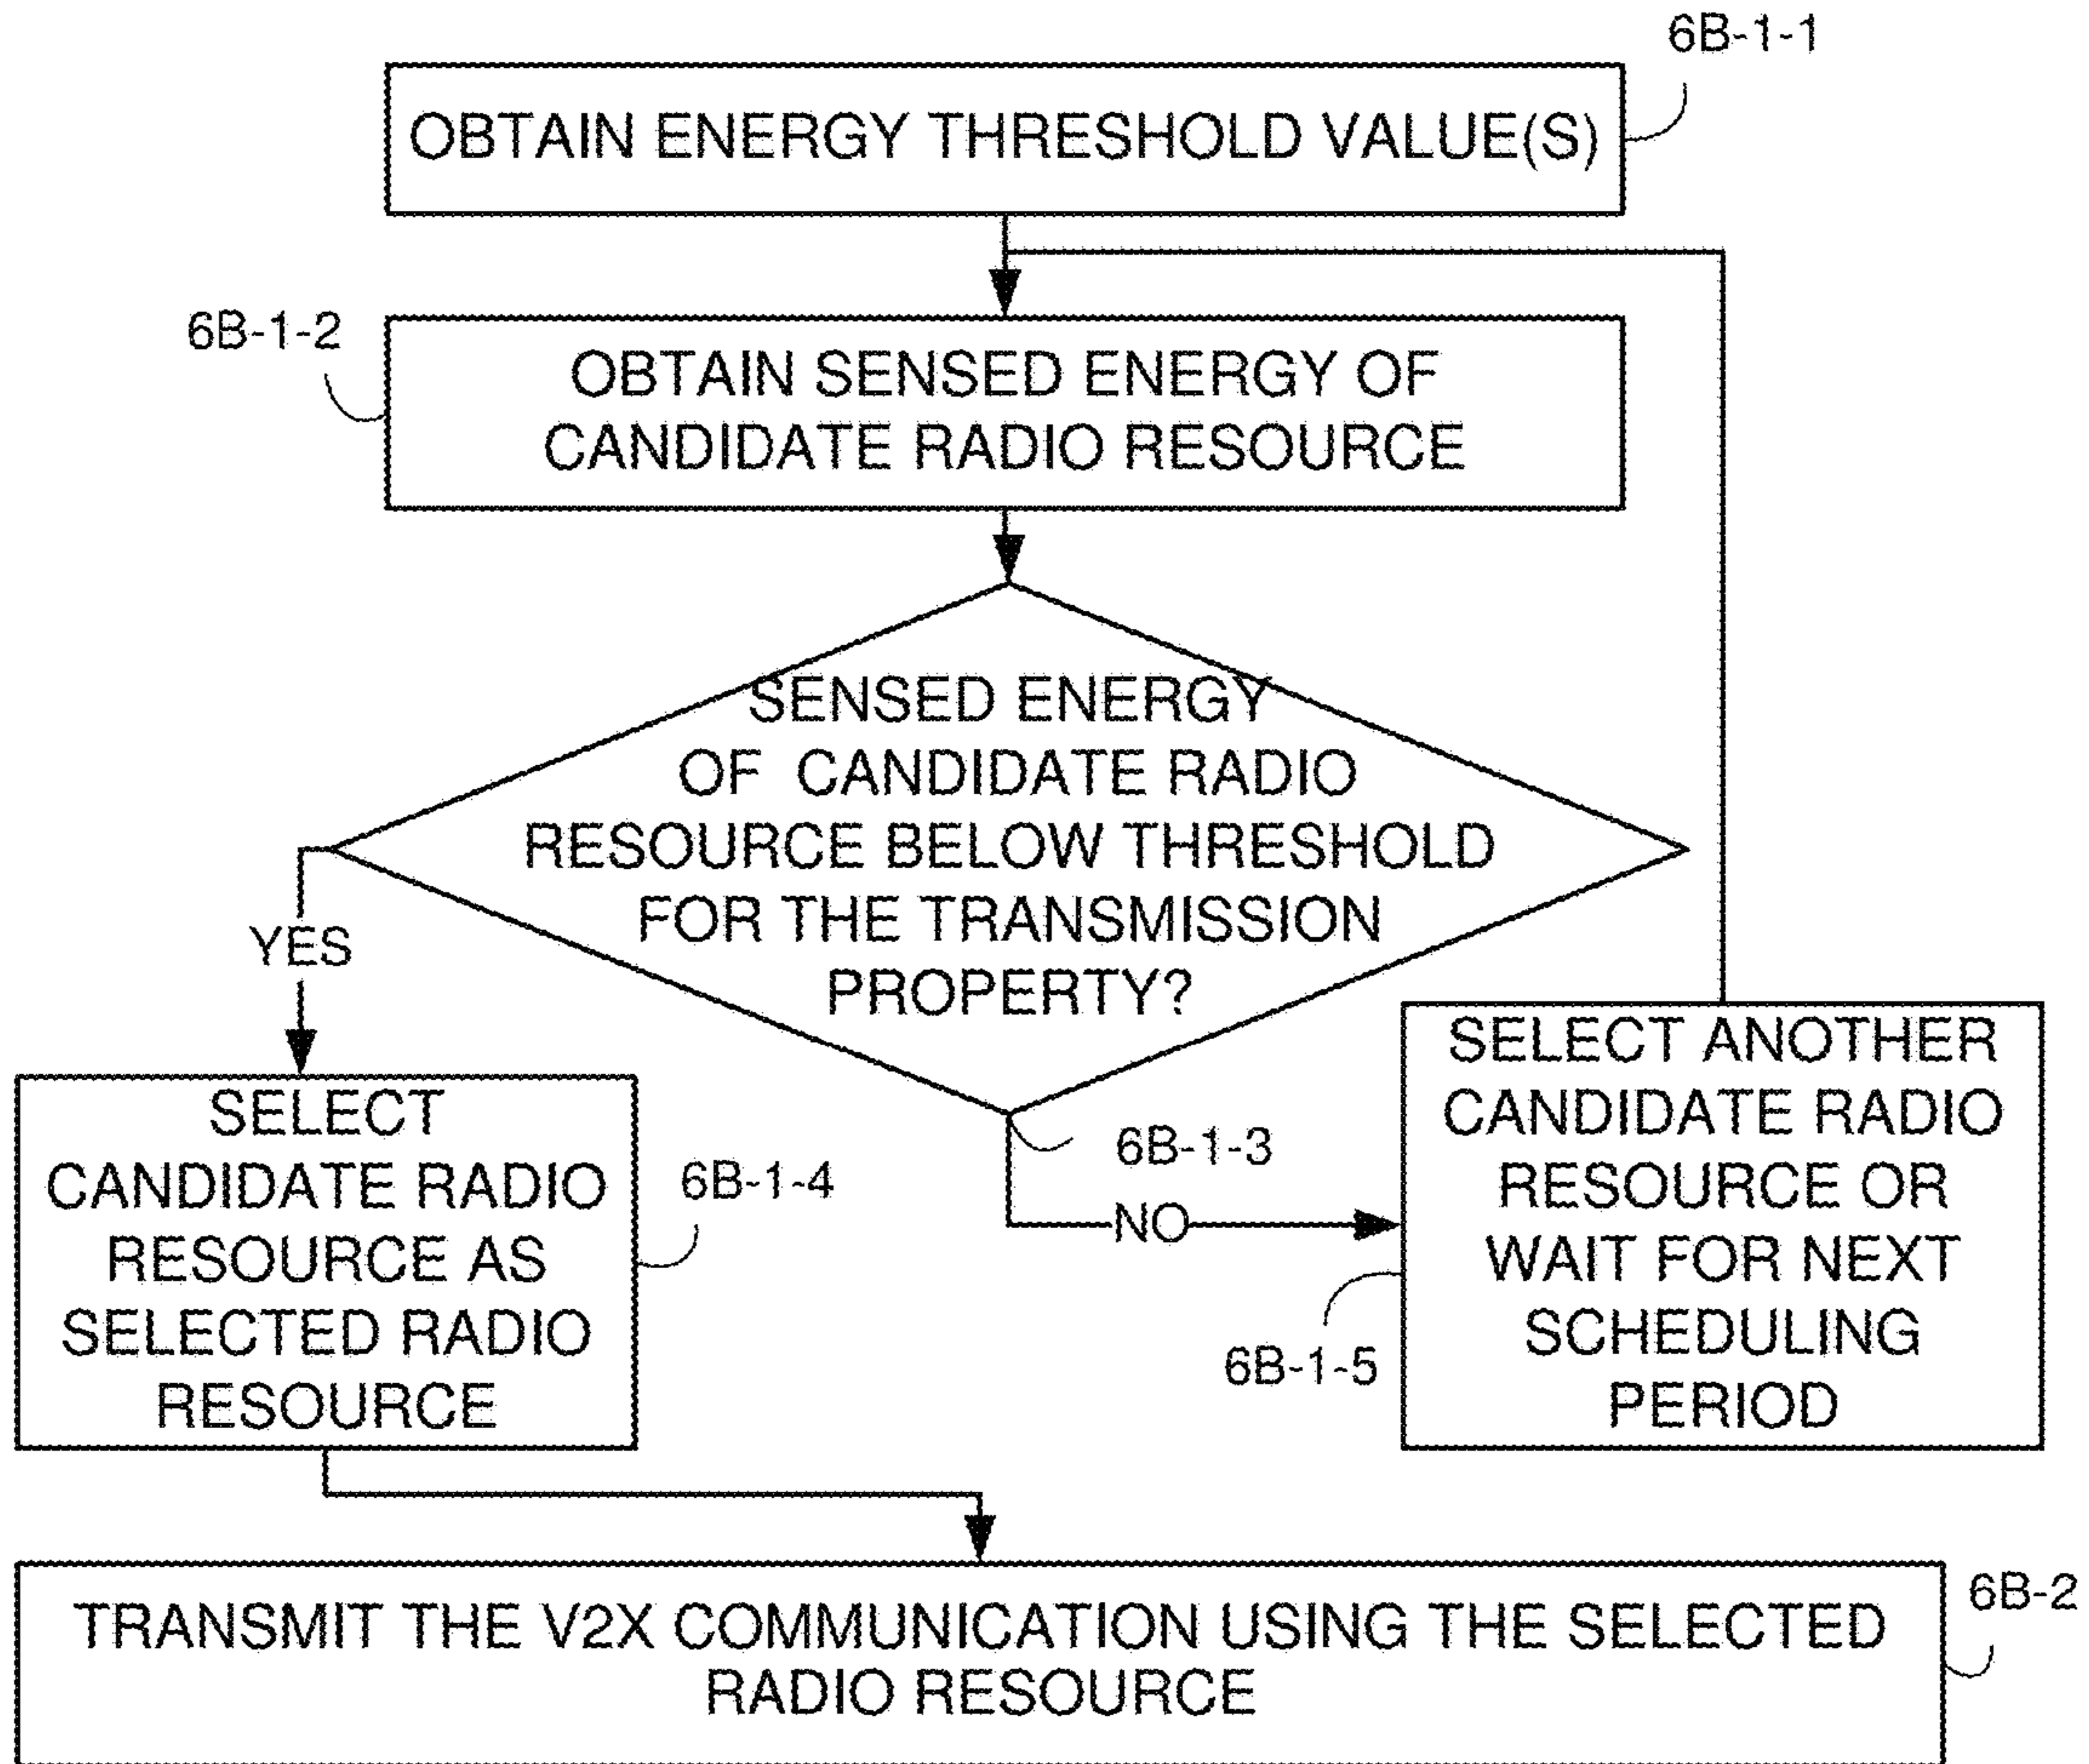 6B-1-1
OBTAIN ENERGY THRESHOLD VALUE(S)
6B-1-2
OBTAIN SENSED ENERGY OF
CANDIDATE RADIO RESOURCE
SENSED ENERGY
OF CANDIDATE RADIO
RESOURCE BELOW THRESHOLD
FOR THE TRANSMISSION
PROPERTY?
YES
6B-1-3
NO
SELECT
CANDIDATE RADIO
RESOURCE AS
SELECTED RADIO
RESOURCE
6B-1-4
SELECT ANOTHER
CANDIDATE RADIO
RESOURCE OR
WAIT FOR NEXT
SCHEDULING
PERIOD
6B-1-5
TRANSMIT THE V2X COMMUNICATION USING THE SELECTED
RADIO RESOURCE
6B-2